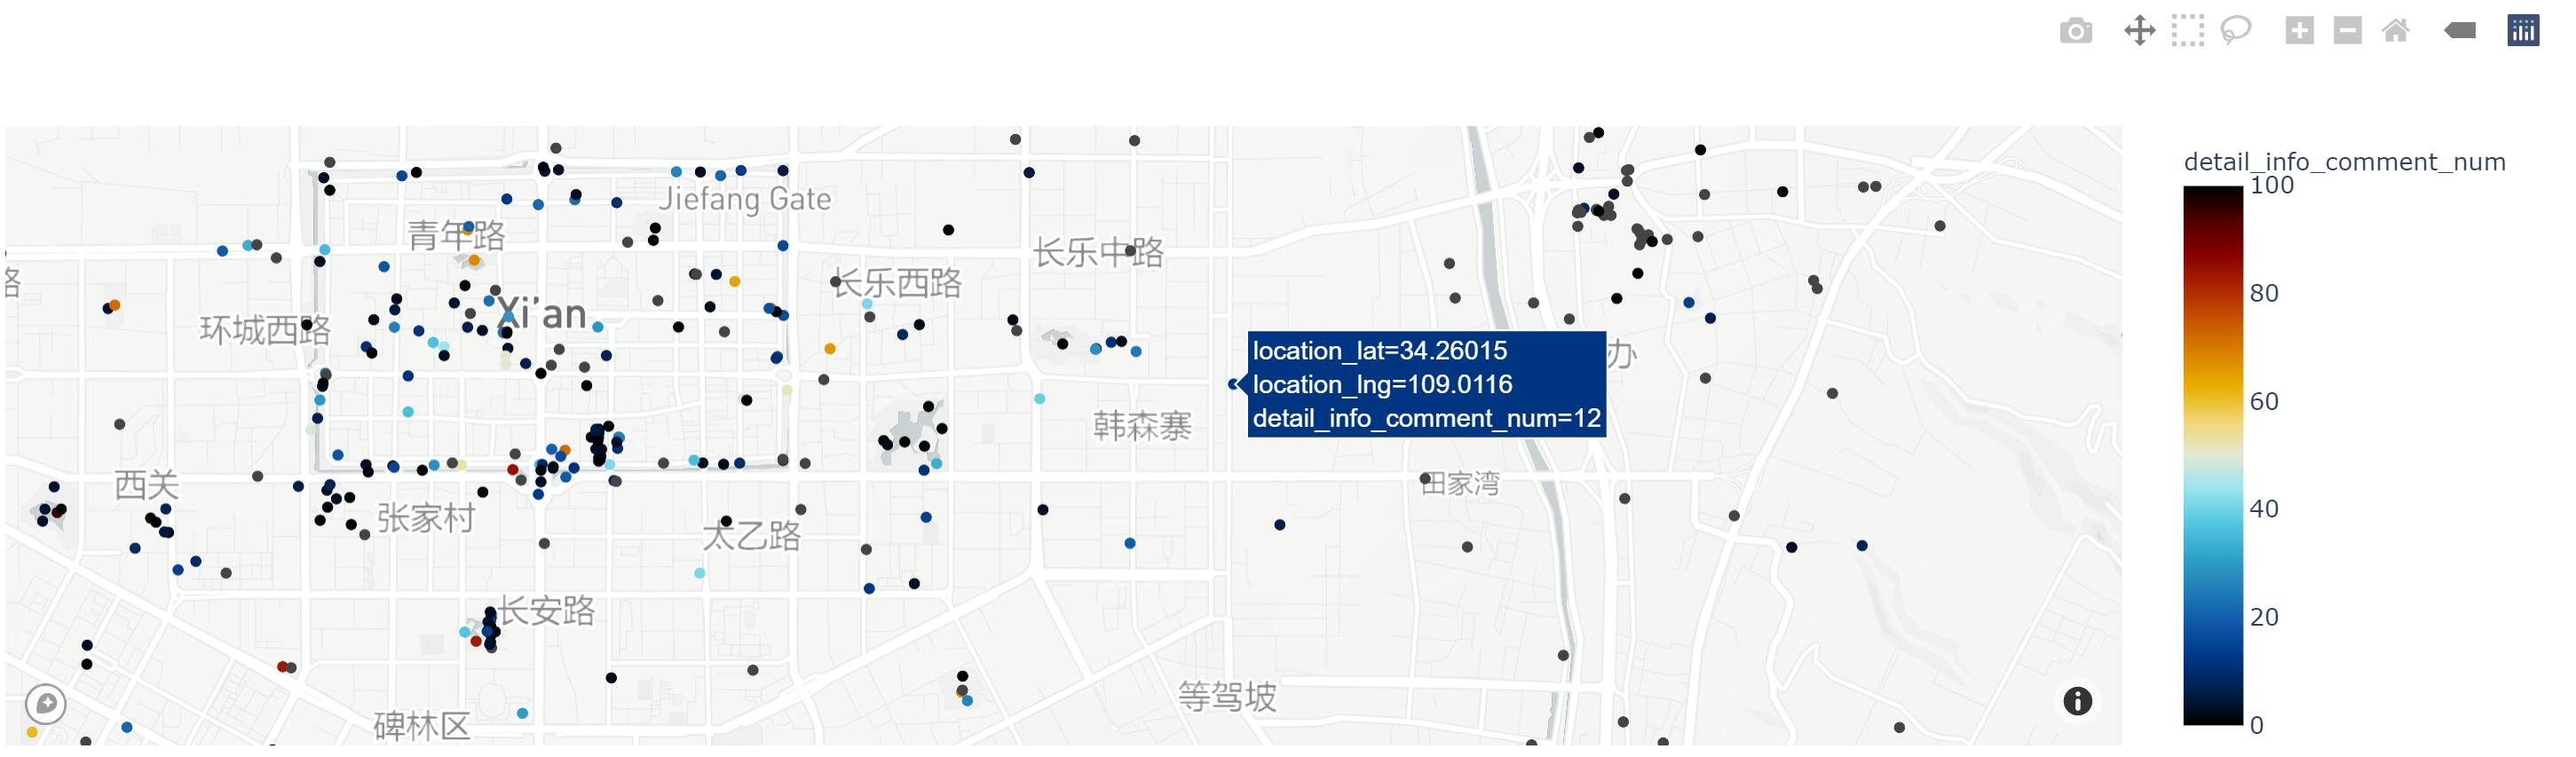 detail_info_comment_num
100
80
60
40
20
0
Jiefang Gate
青年路
长乐中路
长乐西路
路
Xi'an
环城西路
location_lat=34.26015
location_lng=109.0116
detail_info_comment_num=12
办
韩森寨
西关
田家湾
张家村
太乙路
长安路
等驾坡
碑林区